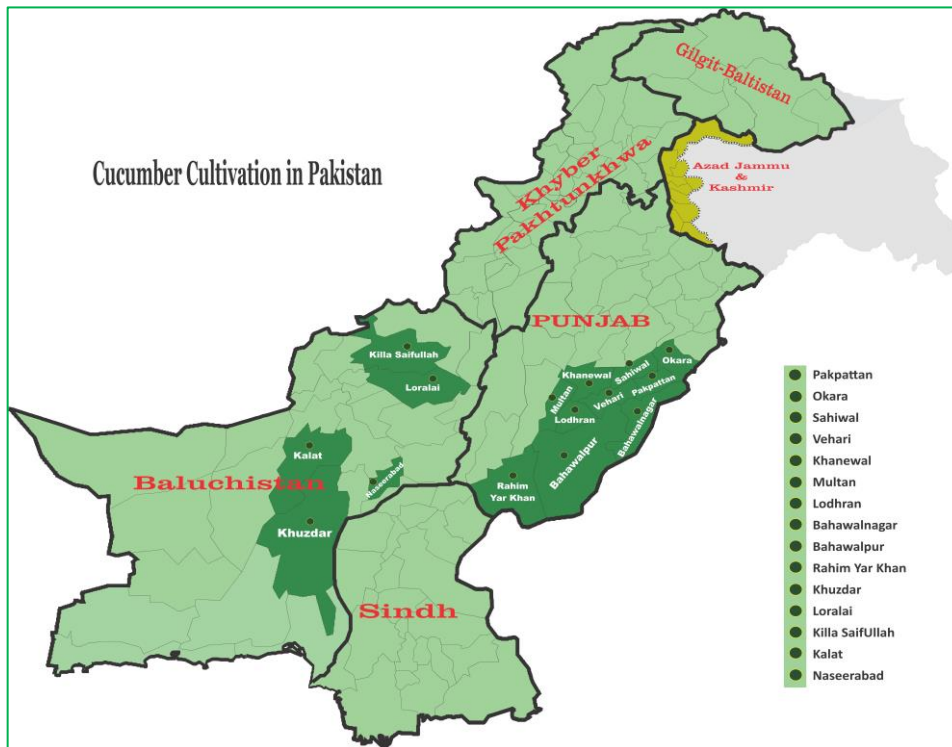 Cucumber Cultivation in Pakistan
Gilgit-Baltistan
Khyber
Pakhtunkhwa
Azad Jammu
&
Kashmir
PUNJAB
Killa Saifullah
Loralai
Khanewal
Sahiwal
Okara
Multan
Vehari
Pakpattan
Lodhran
Bahawalnagar
Bahawalpur
Rahim
Yar Khan
Kalat
Naseerabad
Baluchistan
Khuzdar
Sindh
Pakpattan
Okara
Sahiwal
Vehari
Khanewal
Multan
Lodhran
Bahawalnagar
Bahawalpur
Rahim Yar Khan
Khuzdar
Loralai
Killa SaifUllah
Kalat
Naseerabad